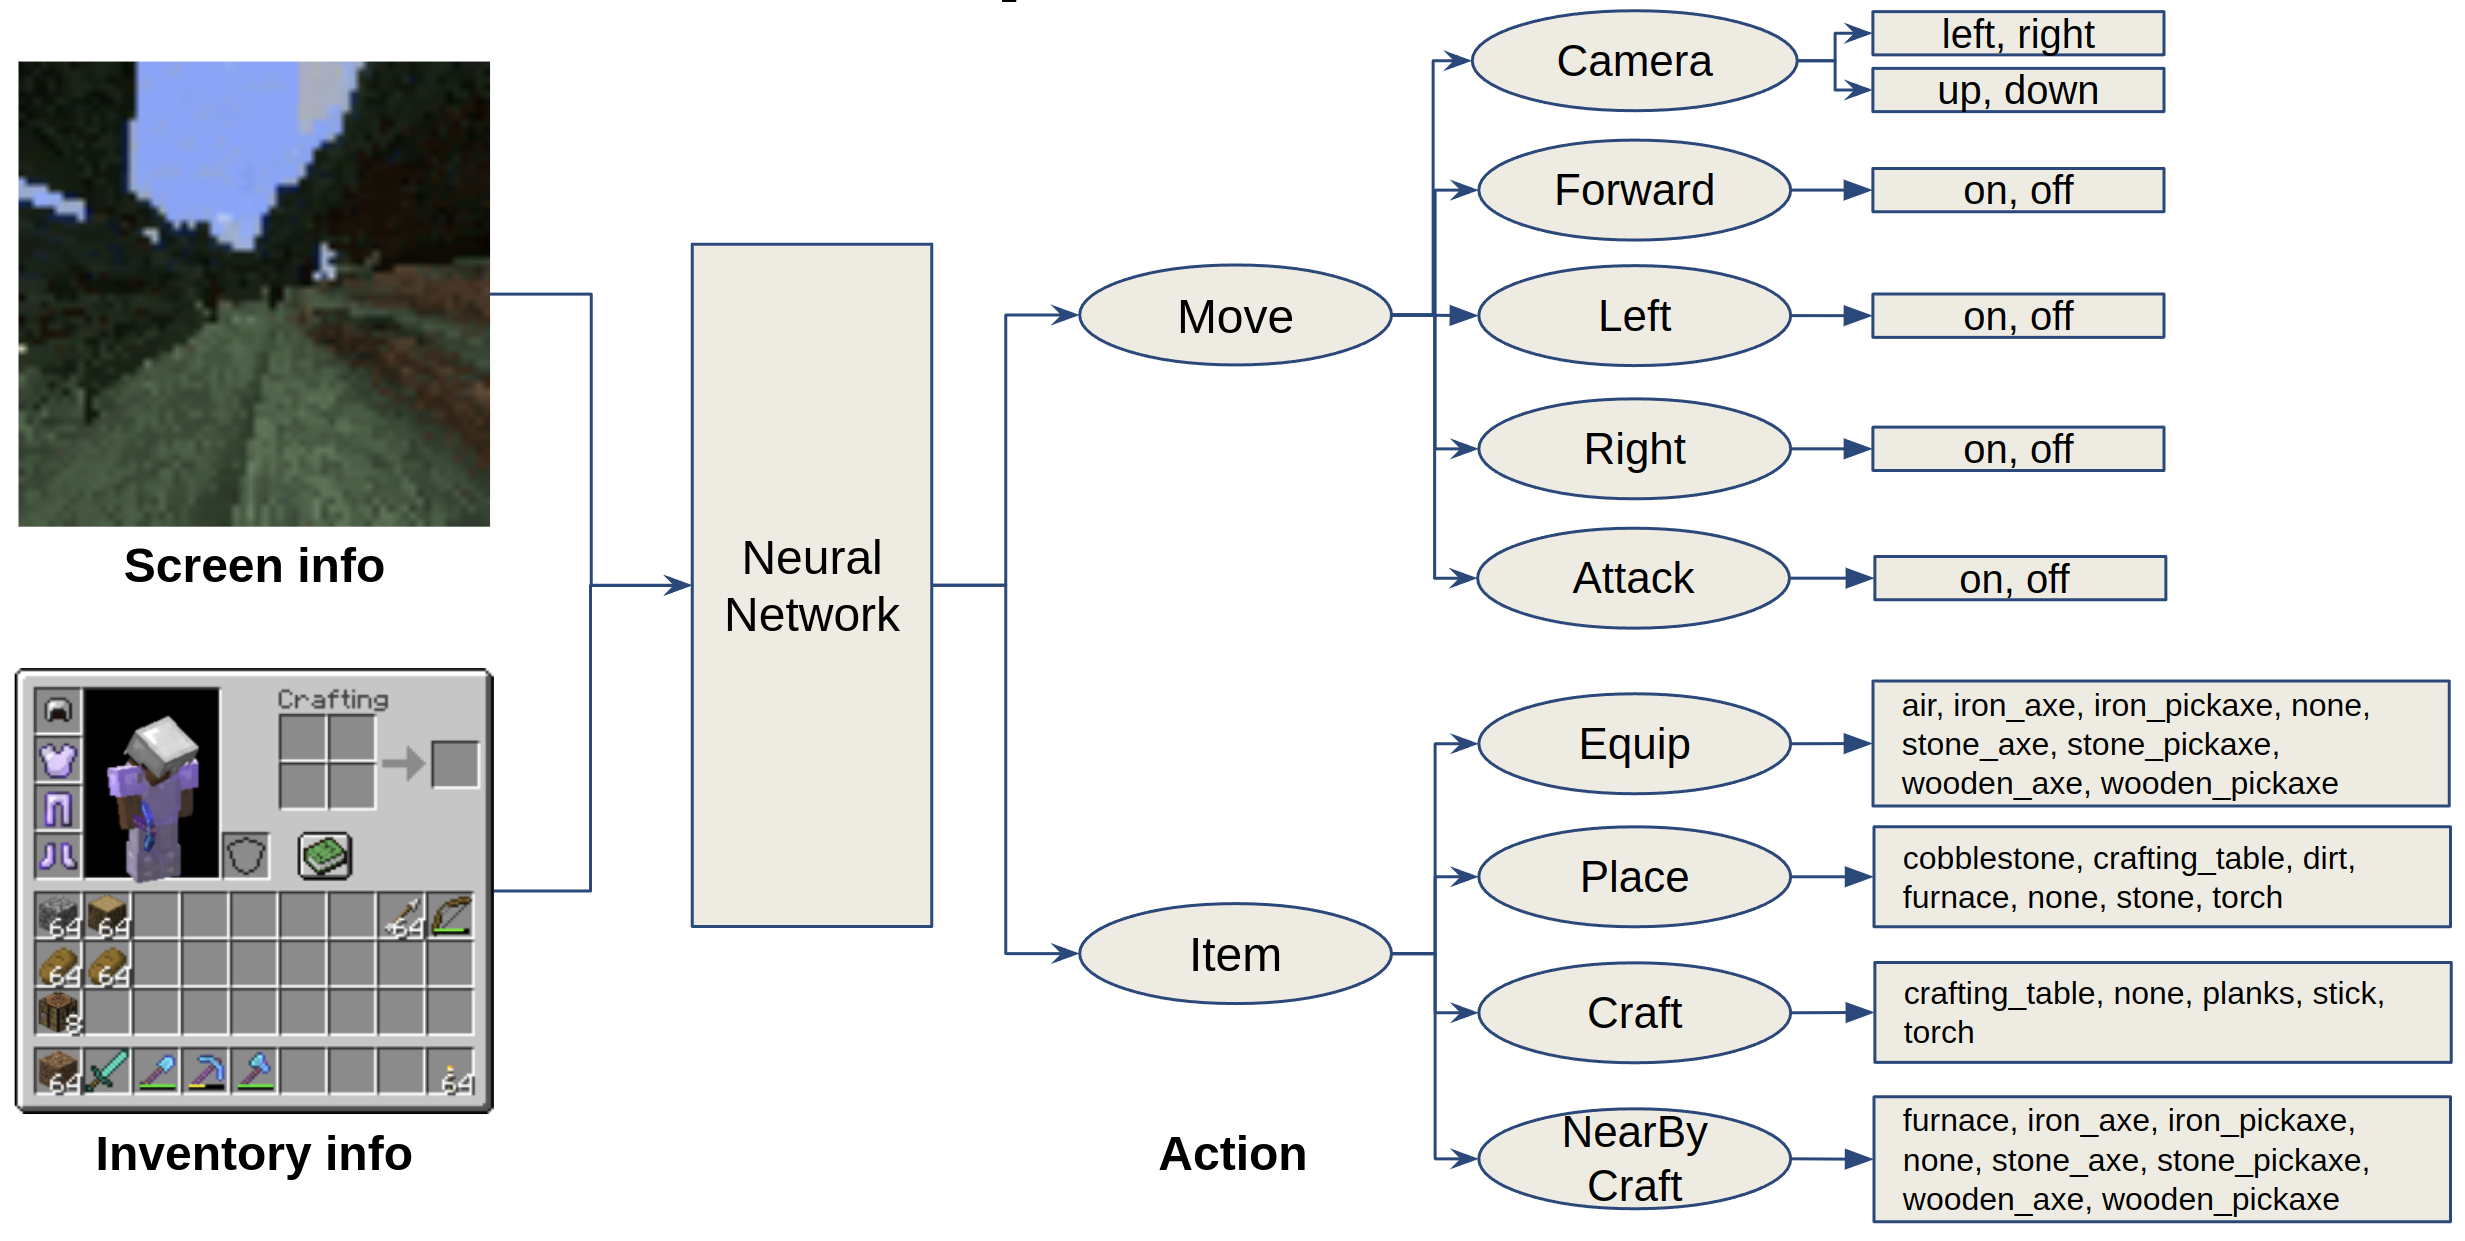 Screen info
Crafting
64
64
64
64
64
8
64
64
Inventory info
Neural
Network
Move
Item
Action
Camera
left, right
up, down
Forward
on, off
Left
on, off
Right
on, off
Attack
on, off
Equip
air, iron_axe, iron_pickaxe, none,
stone_axe, stone_pickaxe,
wooden_axe, wooden_pickaxe
Place
cobblestone, crafting_table, dirt,
furnace, none, stone, torch
Craft
crafting_table, none, planks, stick,
torch
NearBy
Craft
furnace, iron_axe, iron_pickaxe,
none, stone_axe, stone_pickaxe,
wooden_axe, wooden_pickaxe